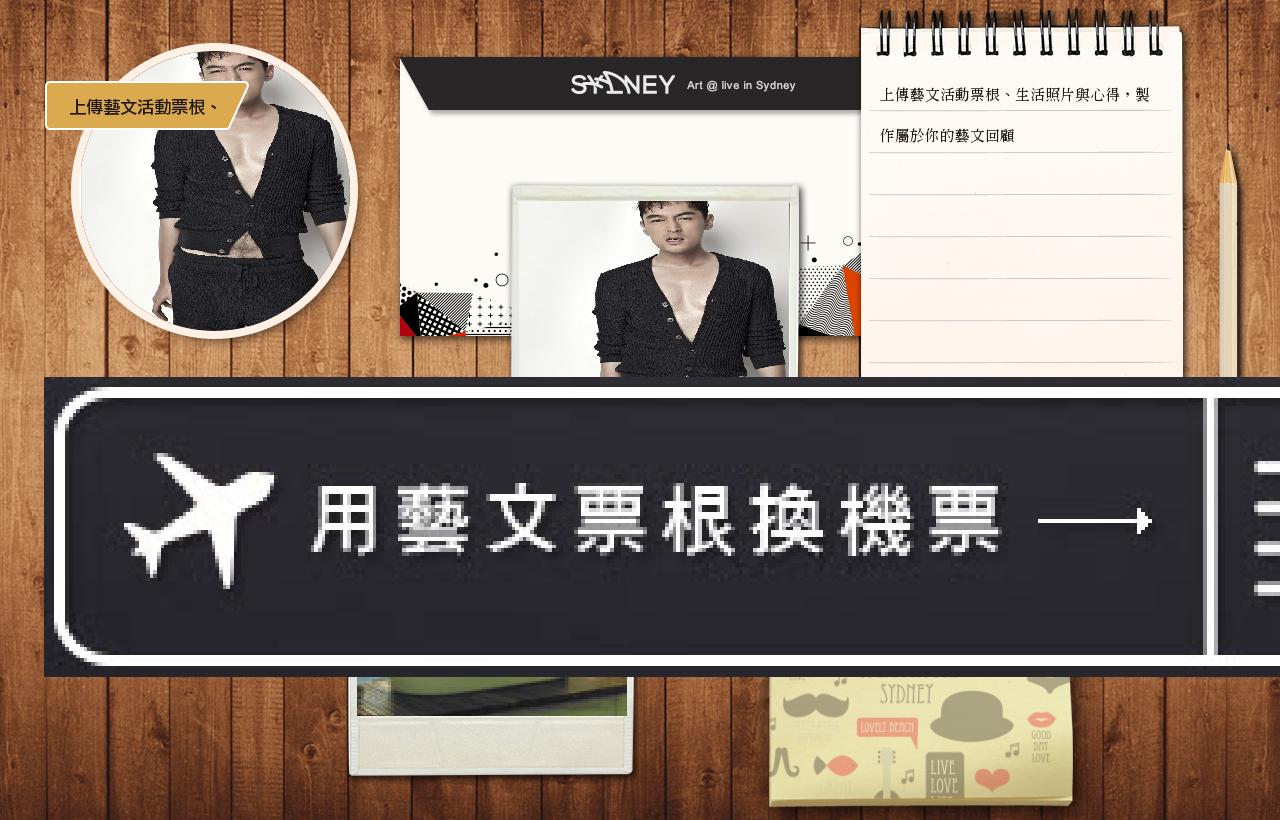 上傳藝文活動票根、
SYDNEY Art @ live in Sydney
上傳藝文活動票根、生活照片與心得，製
作屬於你的藝文回顧
用藝文票根換機票
SYDNEY
LOVELY BEACH
GOOD
DAY
LOVE
LIVE
LOVE